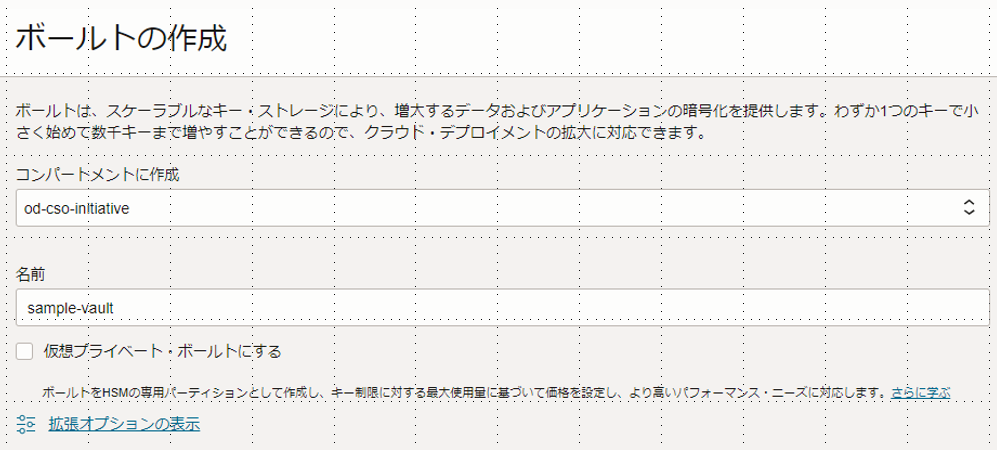 ボールトの作成
ボールトは、スケーラブルなキー・ストレージにより、増大するデータおよびアプリケーションの暗号化を提供します。わずか1つのキーで小
さく始めて数千キーまで増やすことができるので、クラウド・デプロイメントの拡大に対応できます。
コンパートメントに作成
od-cso-initiative
名前
sample-vault
仮想プライベート・ボールトにする
ボールトをHSMの専用パーティションとして作成し、キー制限に対する最大使用量に基づいて価格を設定し、より高いパフォーマンス・ニーズに対応します。さらに学ぶ
拡張オプションの表示